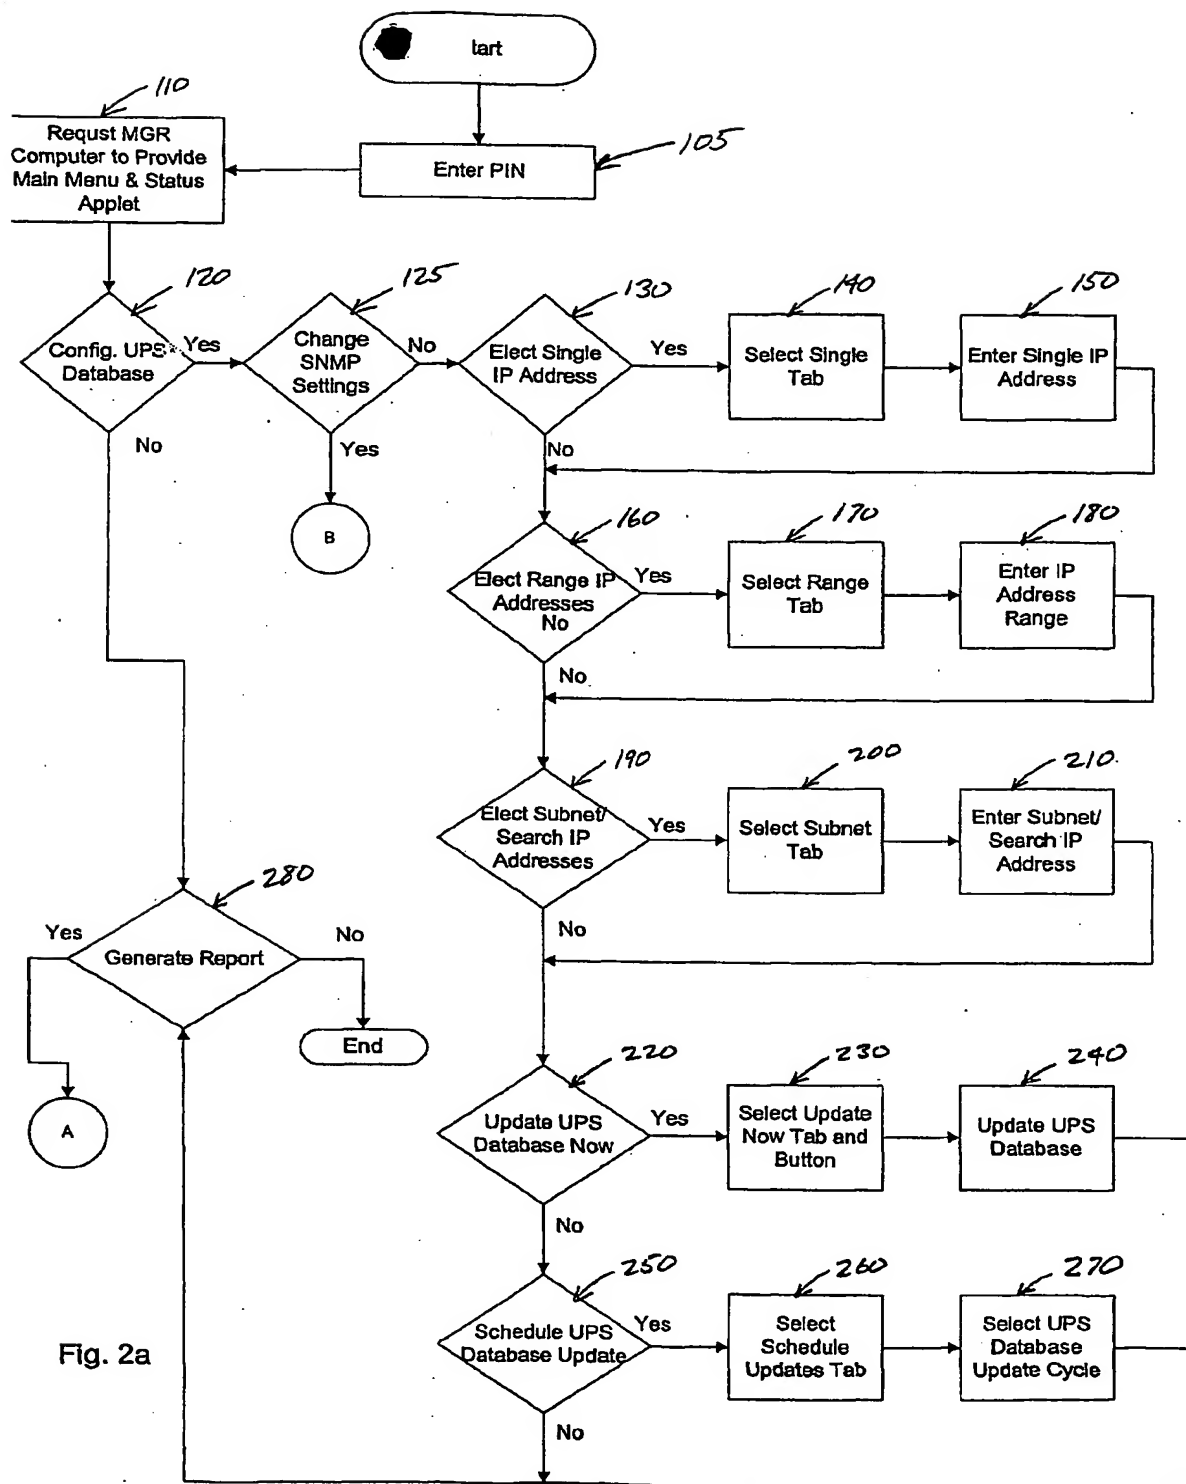 tart
110
Requst MGR
Computer to Provide
Main Menu & Status
Applet
Enter PIN
105
120
Config. UPS
Database
Yes
No
125
Change
SNMP
Settings
No
Yes
B
130
Elect Single
IP Address
Yes
No
140
Select Single
Tab
150
Enter Single IP
Address
160
Elect Range IP
Addresses
No
Yes
No
170
Select Range
Tab
180
Enter IP
Address
Range
190
Elect Subnet/
Search IP
Addresses
Yes
No
200
Select Subnet
Tab
210
Enter Subnet/
Search IP
Address
280
Generate Report
Yes
No
End
A
220
Update UPS
Database Now
Yes
No
230
Select Update
Now Tab and
Button
240
Update UPS
Database
250
Schedule UPS
Database Update
Yes
No
260
Select
Schedule
Updates Tab
270
Select UPS
Database
Update Cycle
Fig. 2a